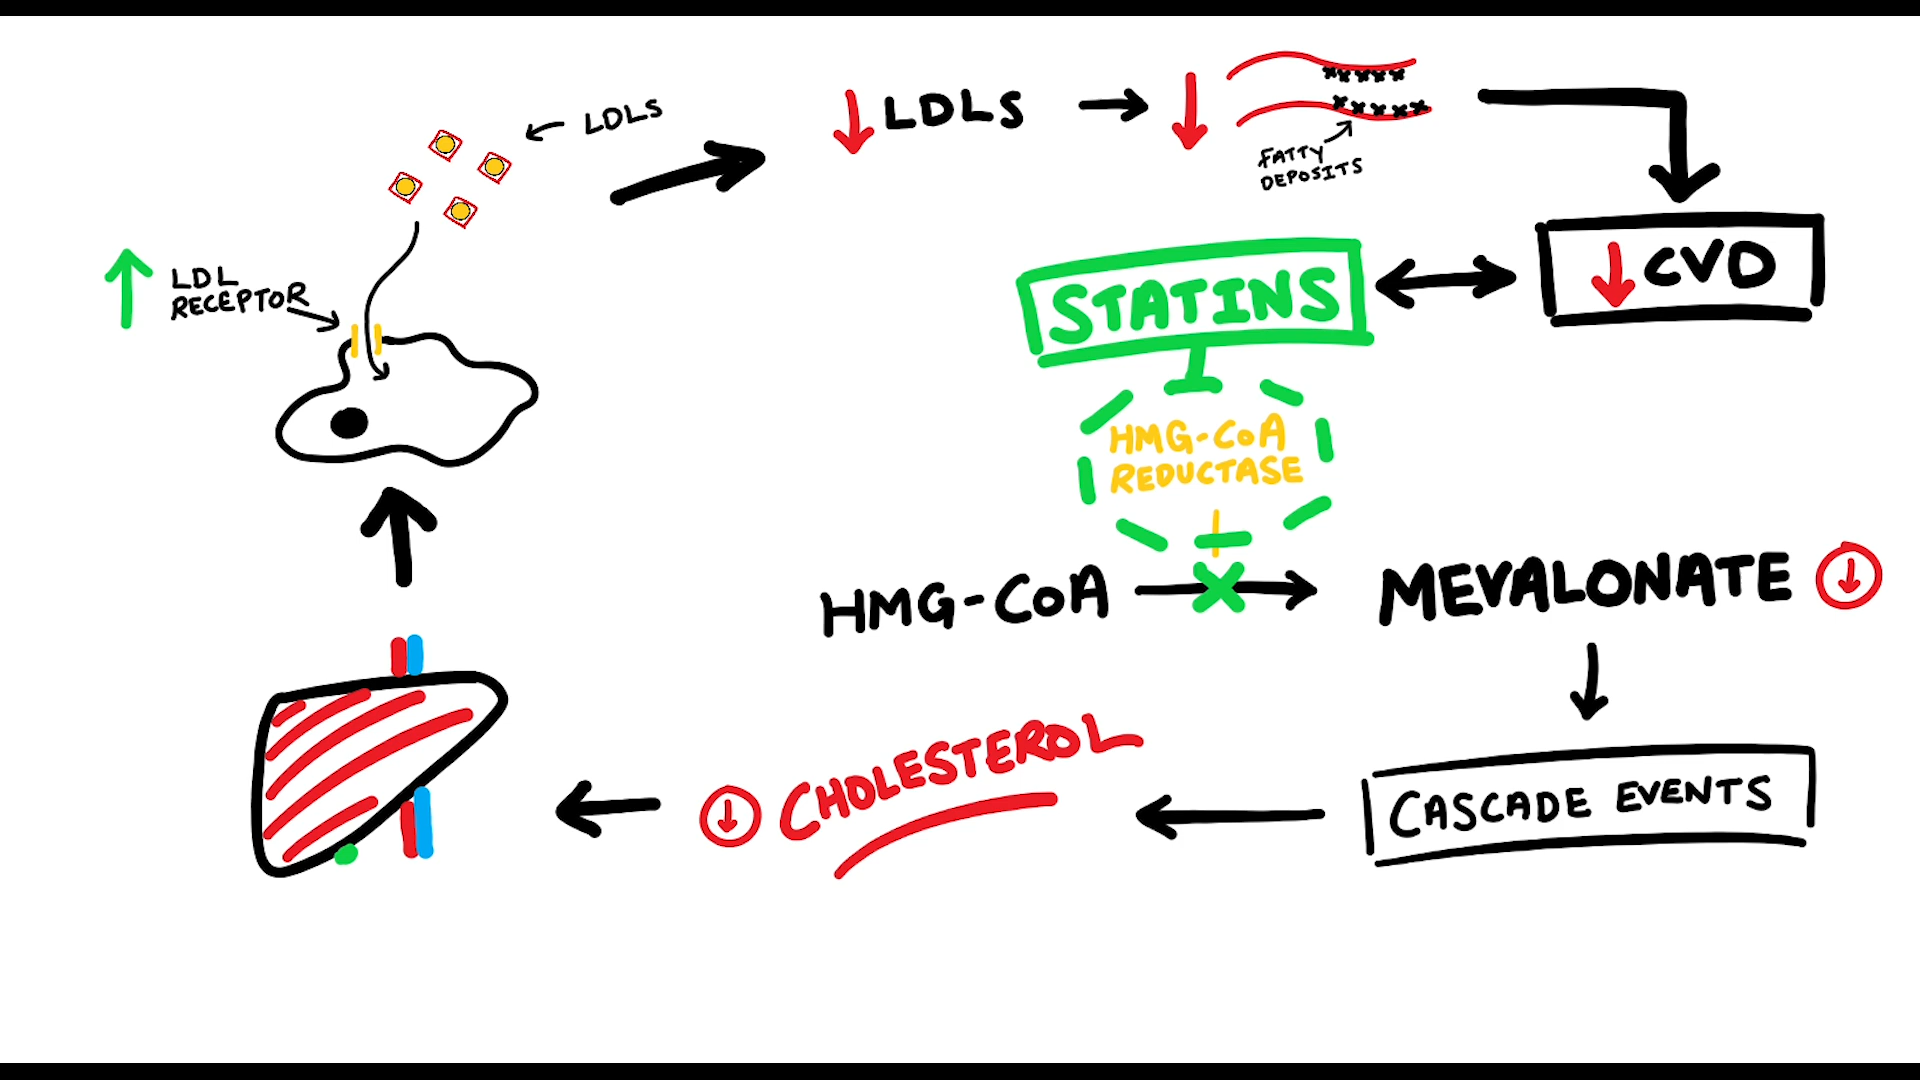 LDLS
↓ LDLS → ↓
FATTY
DEPOSITS
↑ LDL
RECEPTOR
STATINS
↓ CVD
HMG-COA
REDUCTASE
HMG-COA → MEVALONATE ↓
↓ CHOLESTEROL
CASCADE EVENTS